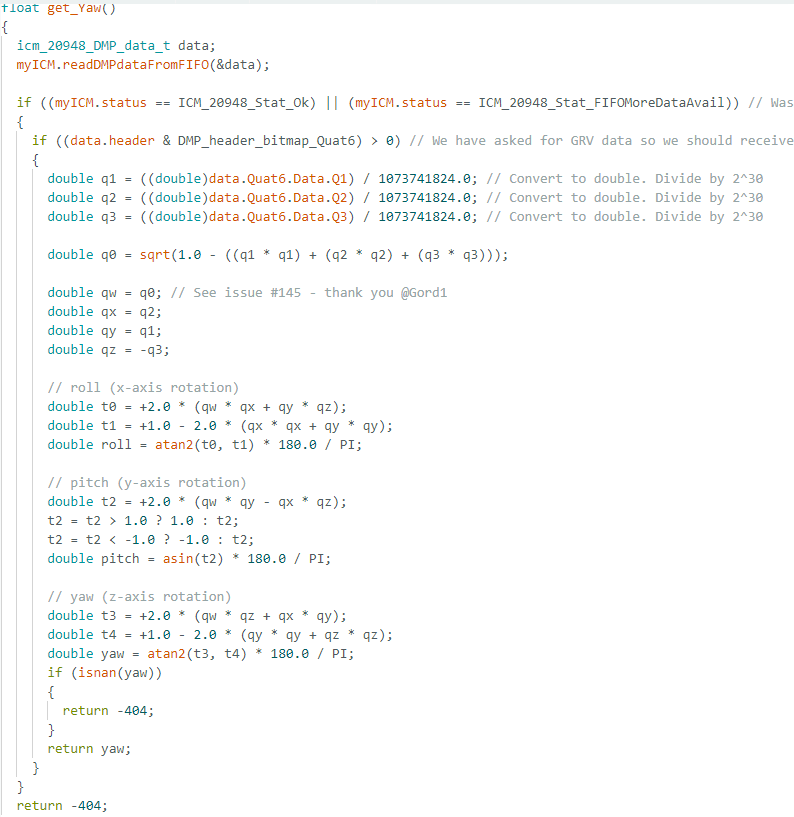 float get_Yaw()
{
  icm_20948_DMP_data_t data;
  myICM.readDMPdataFromFIFO(&data);

  if ((myICM.status == ICM_20948_Stat_Ok) || (myICM.status == ICM_20948_Stat_FIFOMoreDataAvail)) // Was
  {
    if ((data.header & DMP_header_bitmap_Quat6) > 0) // We have asked for GRV data so we should receive
    {
      double q1 = ((double)data.Quat6.Data.Q1) / 1073741824.0; // Convert to double. Divide by 2^30
      double q2 = ((double)data.Quat6.Data.Q2) / 1073741824.0; // Convert to double. Divide by 2^30
      double q3 = ((double)data.Quat6.Data.Q3) / 1073741824.0; // Convert to double. Divide by 2^30

      double q0 = sqrt(1.0 - ((q1 * q1) + (q2 * q2) + (q3 * q3)));

      double qw = q0; // See issue #145 - thank you @Gord1
      double qx = q2;
      double qy = q1;
      double qz = -q3;

      // roll (x-axis rotation)
      double t0 = +2.0 * (qw * qx + qy * qz);
      double t1 = +1.0 - 2.0 * (qx * qx + qy * qy);
      double roll = atan2(t0, t1) * 180.0 / PI;

      // pitch (y-axis rotation)
      double t2 = +2.0 * (qw * qy - qx * qz);
      t2 = t2 > 1.0 ? 1.0 : t2;
      t2 = t2 < -1.0 ? -1.0 : t2;
      double pitch = asin(t2) * 180.0 / PI;

      // yaw (z-axis rotation)
      double t3 = +2.0 * (qw * qz + qx * qy);
      double t4 = +1.0 - 2.0 * (qy * qy + qz * qz);
      double yaw = atan2(t3, t4) * 180.0 / PI;
      if (isnan(yaw))
      {
        return -404;
      }
      return yaw;
    }
  }
  return -404;